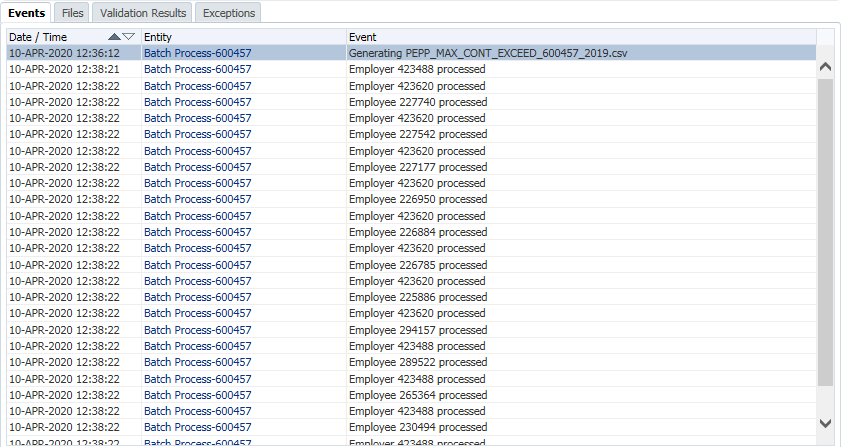 Events Files Validation Results Exceptions
Date / Time Entity Event
10-APR-2020 12:36:12 Batch Process-600457 Generating PEPP_MAX_CONT_EXCEED_600457_2019.csv
10-APR-2020 12:38:21 Batch Process-600457 Employer 423488 processed
10-APR-2020 12:38:22 Batch Process-600457 Employer 423620 processed
10-APR-2020 12:38:22 Batch Process-600457 Employee 227740 processed
10-APR-2020 12:38:22 Batch Process-600457 Employer 423620 processed
10-APR-2020 12:38:22 Batch Process-600457 Employee 227542 processed
10-APR-2020 12:38:22 Batch Process-600457 Employer 423620 processed
10-APR-2020 12:38:22 Batch Process-600457 Employee 227177 processed
10-APR-2020 12:38:22 Batch Process-600457 Employer 423620 processed
10-APR-2020 12:38:22 Batch Process-600457 Employee 226950 processed
10-APR-2020 12:38:22 Batch Process-600457 Employer 423620 processed
10-APR-2020 12:38:22 Batch Process-600457 Employee 226884 processed
10-APR-2020 12:38:22 Batch Process-600457 Employer 423620 processed
10-APR-2020 12:38:22 Batch Process-600457 Employee 226785 processed
10-APR-2020 12:38:22 Batch Process-600457 Employer 423620 processed
10-APR-2020 12:38:22 Batch Process-600457 Employee 225886 processed
10-APR-2020 12:38:22 Batch Process-600457 Employer 423620 processed
10-APR-2020 12:38:22 Batch Process-600457 Employee 294157 processed
10-APR-2020 12:38:22 Batch Process-600457 Employer 423488 processed
10-APR-2020 12:38:22 Batch Process-600457 Employee 289522 processed
10-APR-2020 12:38:22 Batch Process-600457 Employer 423488 processed
10-APR-2020 12:38:22 Batch Process-600457 Employee 265364 processed
10-APR-2020 12:38:22 Batch Process-600457 Employer 423488 processed
10-APR-2020 12:38:22 Batch Process-600457 Employee 230494 processed
10-APR-2020 12:38:22 Batch Process-600457 Employer 423488 processed